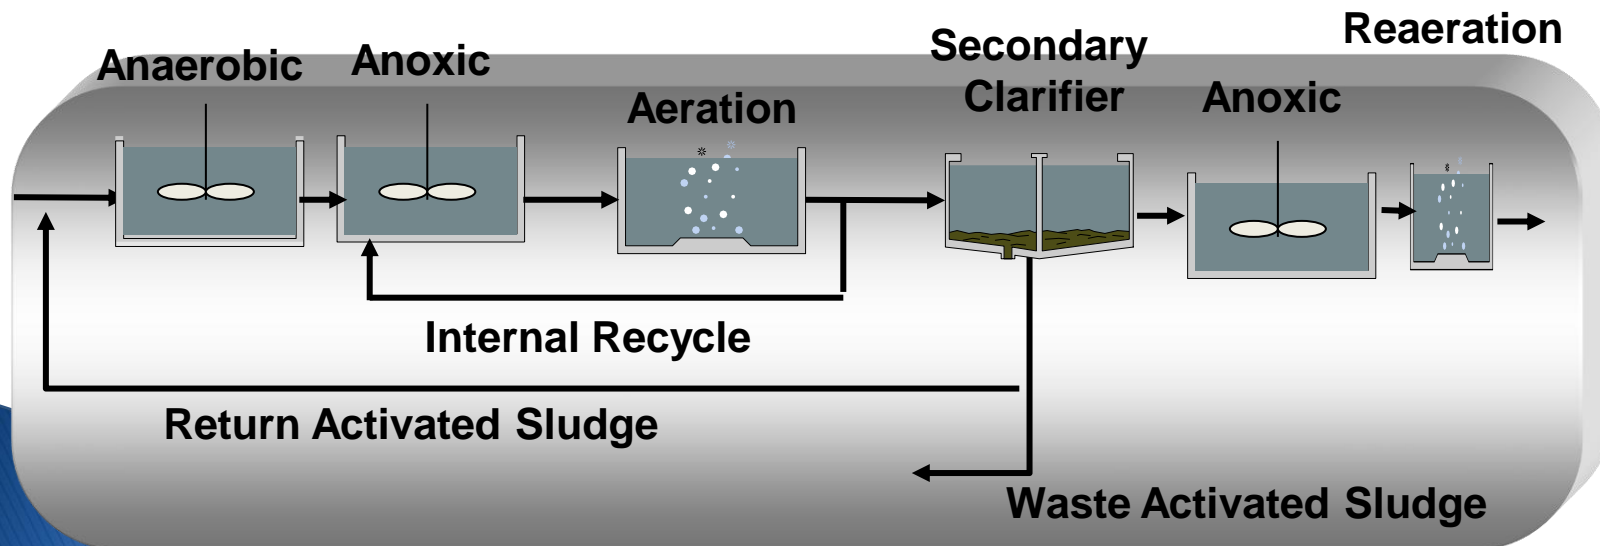 Anaerobic
Anoxic
Aeration
Secondary
Clarifier
Anoxic
Reaeration
Internal Recycle
Return Activated Sludge
Waste Activated Sludge